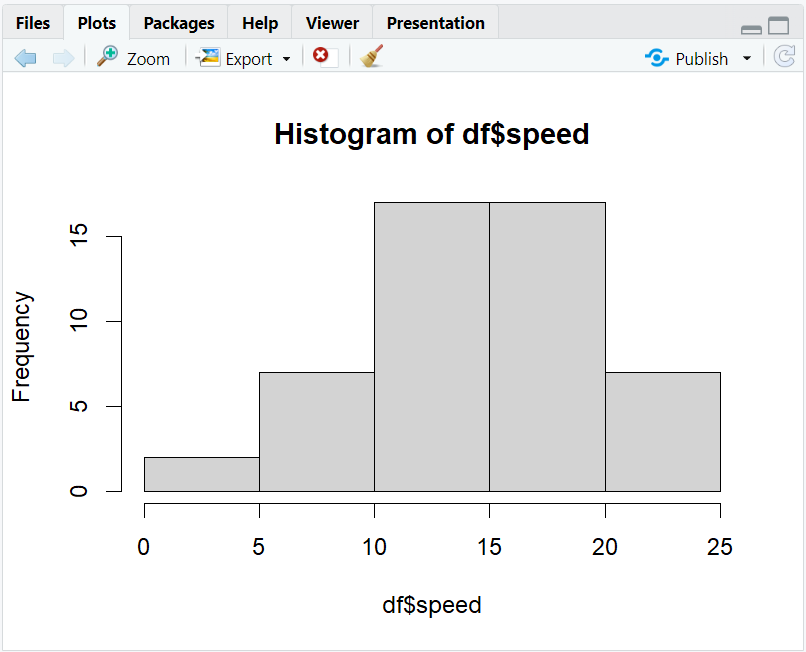 Files Plots Packages Help Viewer Presentation
Zoom Export Publish
Histogram of df$speed
15
10
5
0
Frequency
0 5 10 15 20 25
df$speed